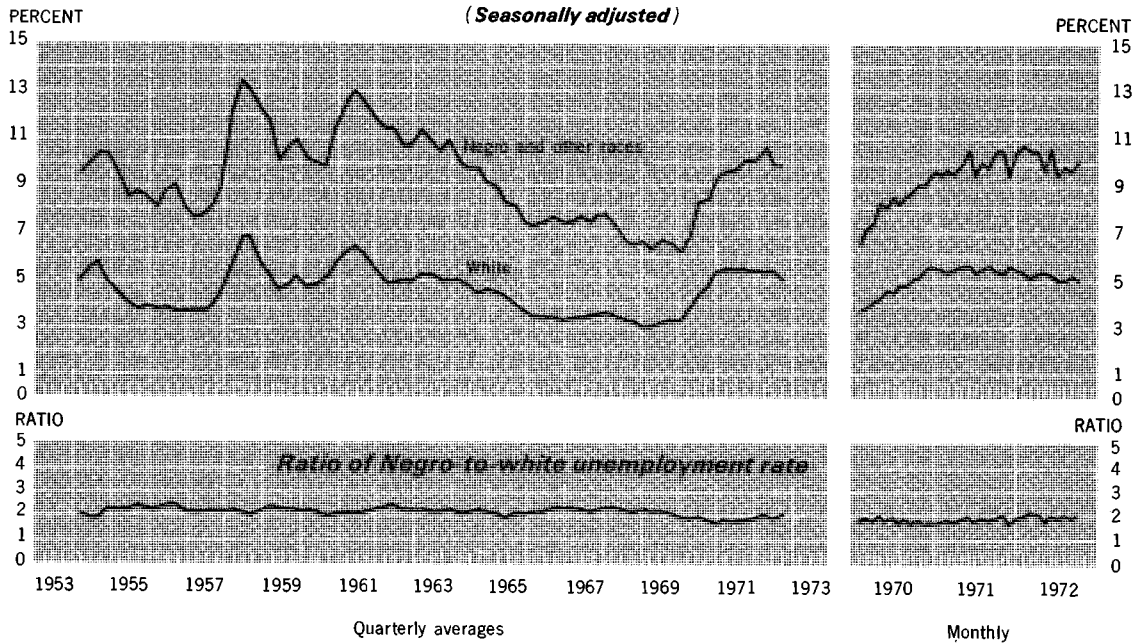 (Seasonally adjusted)
PERCENT
15
13
11
9
7
5
3
1
0
Negro and other races
White
PERCENT
15
13
11
9
7
5
3
1
0
RATIO
5
4
3
2
1
0
Ratio of Negro-to-white unemployment rate
RATIO
5
4
3
2
1
0
1953 1955 1957 1959 1961 1963 1965 1967 1969 1971 1973
1970 1971 1972
Quarterly averages
Monthly